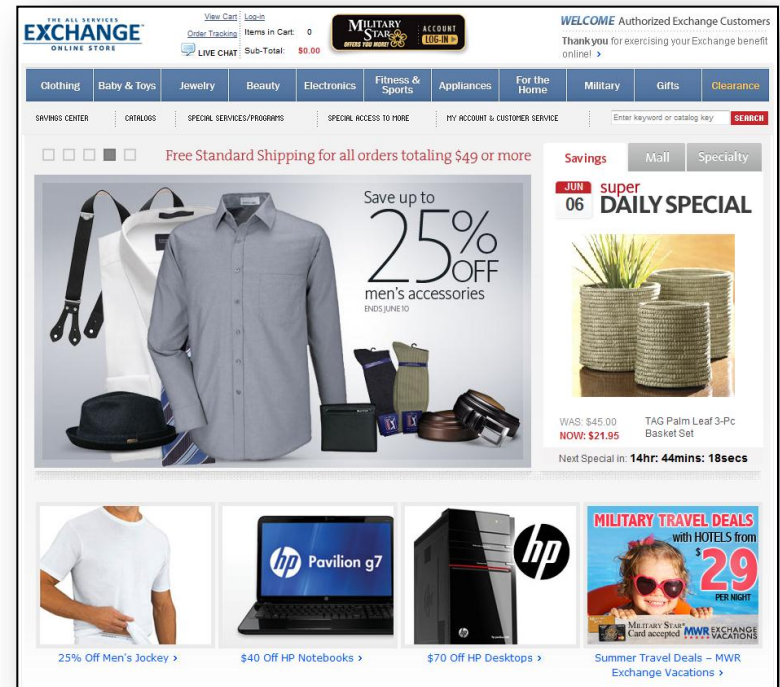 THE ALL SERVICES
EXCHANGE
ONLINE STORE
View Cart Log-in
Order Tracking Items in Cart: 0
LIVE CHAT Sub-Total: $0.00
MILITARY STAR
OFFERS YOU MORE!
ACCOUNT
LOG-IN
WELCOME Authorized Exchange Customers
Thank you for exercising your Exchange benefit
online! ›
Clothing Baby & Toys Jewelry Beauty Electronics Fitness & Sports Appliances For the Home Military Gifts Clearance
SAVINGS CENTER CATALOGS SPECIAL SERVICES/PROGRAMS SPECIAL ACCESS TO MORE MY ACCOUNT & CUSTOMER SERVICE Enter keyword or catalog key SEARCH
Free Standard Shipping for all orders totaling $49 or more
Save up to
25% OFF
men's accessories
ENDS JUNE 10
Savings Mall Specialty
JUN
06
super
DAILY SPECIAL
WAS: $45.00
NOW: $21.95
TAG Palm Leaf 3-Pc
Basket Set
Next Special in: 14hr: 44mins: 18secs
hp Pavilion g7
hp
MILITARY TRAVEL DEALS
with HOTELS from
$29
PER NIGHT
MILITARY STAR®
Card accepted
MWR EXCHANGE
VACATIONS
25% Off Men's Jockey ›
$40 Off HP Notebooks ›
$70 Off HP Desktops ›
Summer Travel Deals – MWR
Exchange Vacations ›